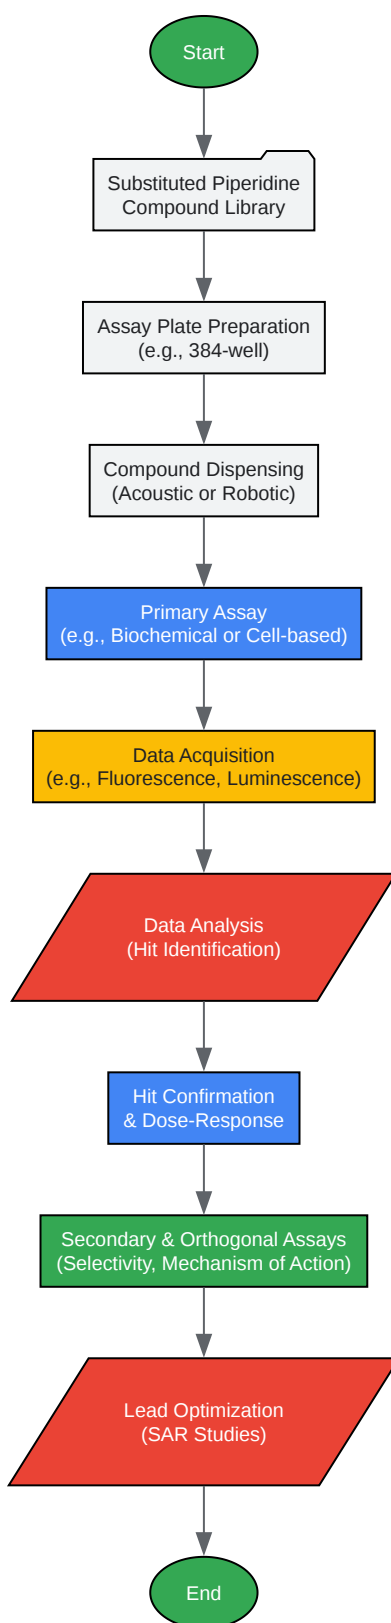 Start
Substituted Piperidine
Compound Library
Assay Plate Preparation
(e.g., 384-well)
Compound Dispensing
(Acoustic or Robotic)
Primary Assay
(e.g., Biochemical or Cell-based)
Data Acquisition
(e.g., Fluorescence, Luminescence)
Data Analysis
(Hit Identification)
Hit Confirmation
& Dose-Response
Secondary & Orthogonal Assays
(Selectivity, Mechanism of Action)
Lead Optimization
(SAR Studies)
End